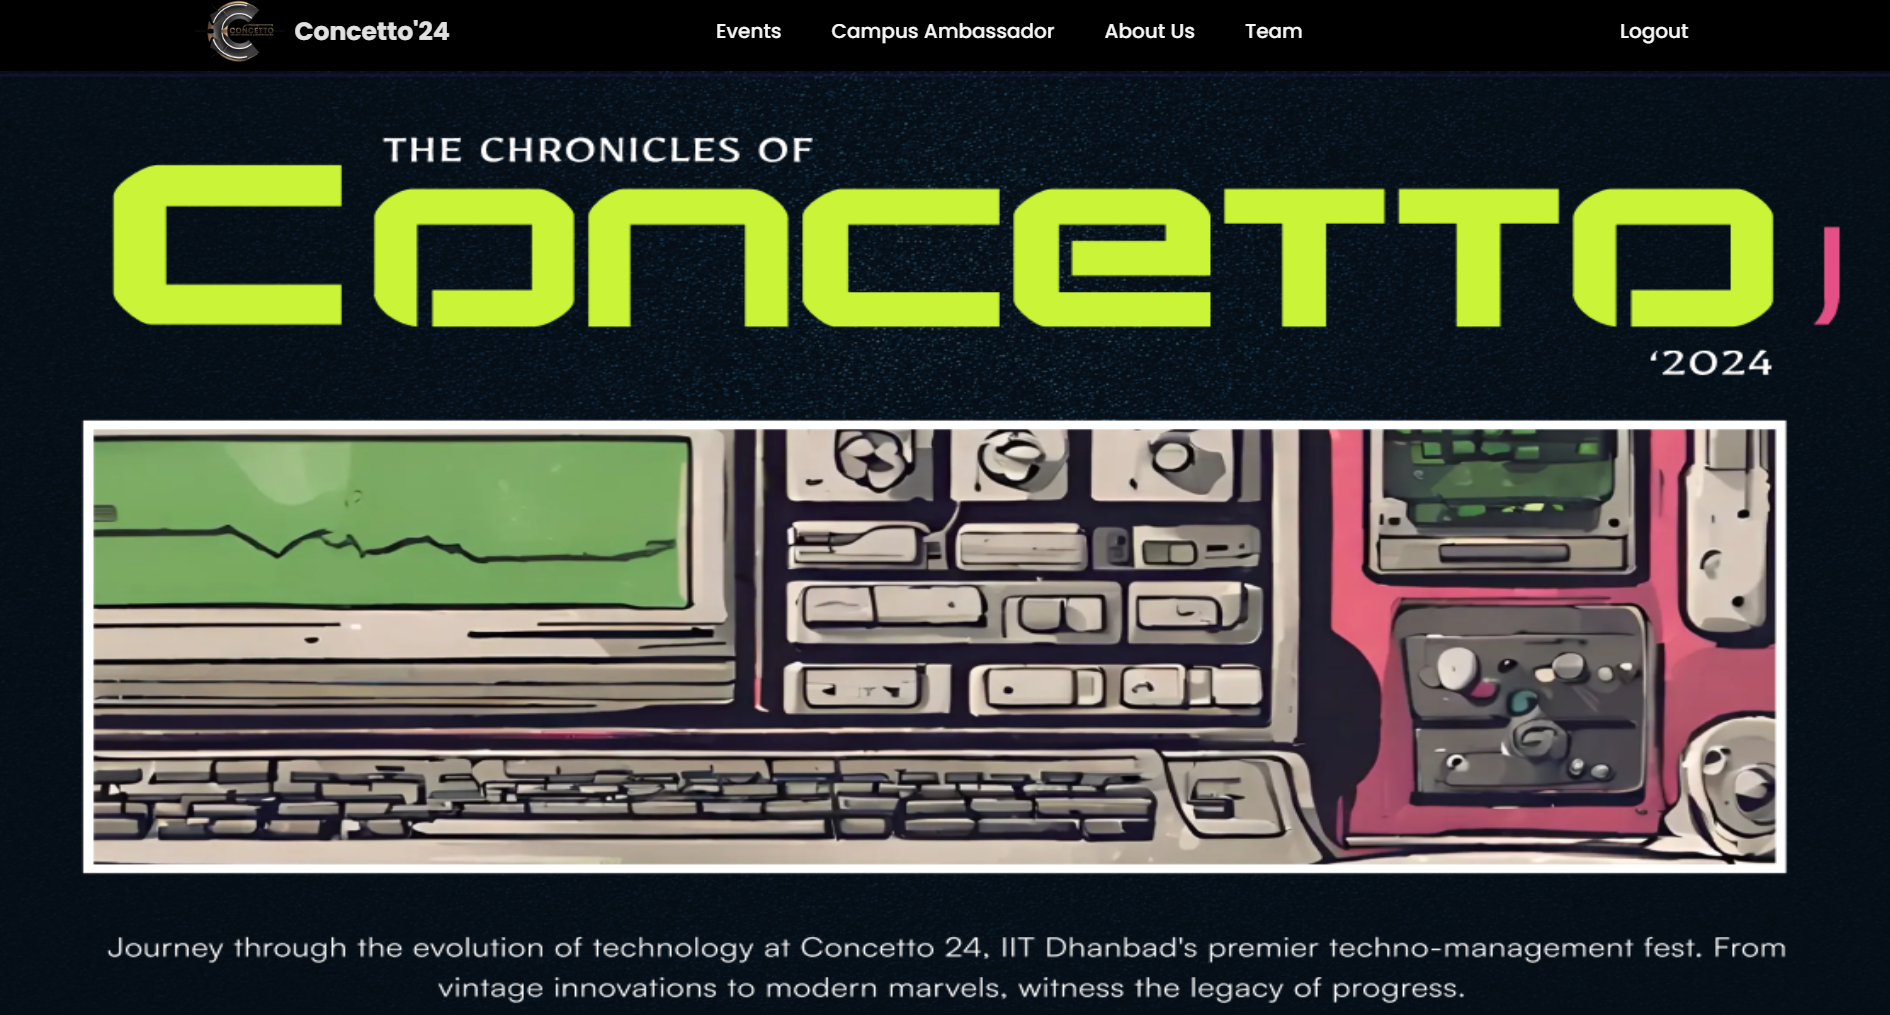 CONCETTO
Concetto'24
Events
Campus Ambassador
About Us
Team
Logout
THE CHRONICLES OF
Concetto
‘2024
Journey through the evolution of technology at Concetto 24, IIT Dhanbad's premier techno-management fest. From
vintage innovations to modern marvels, witness the legacy of progress.